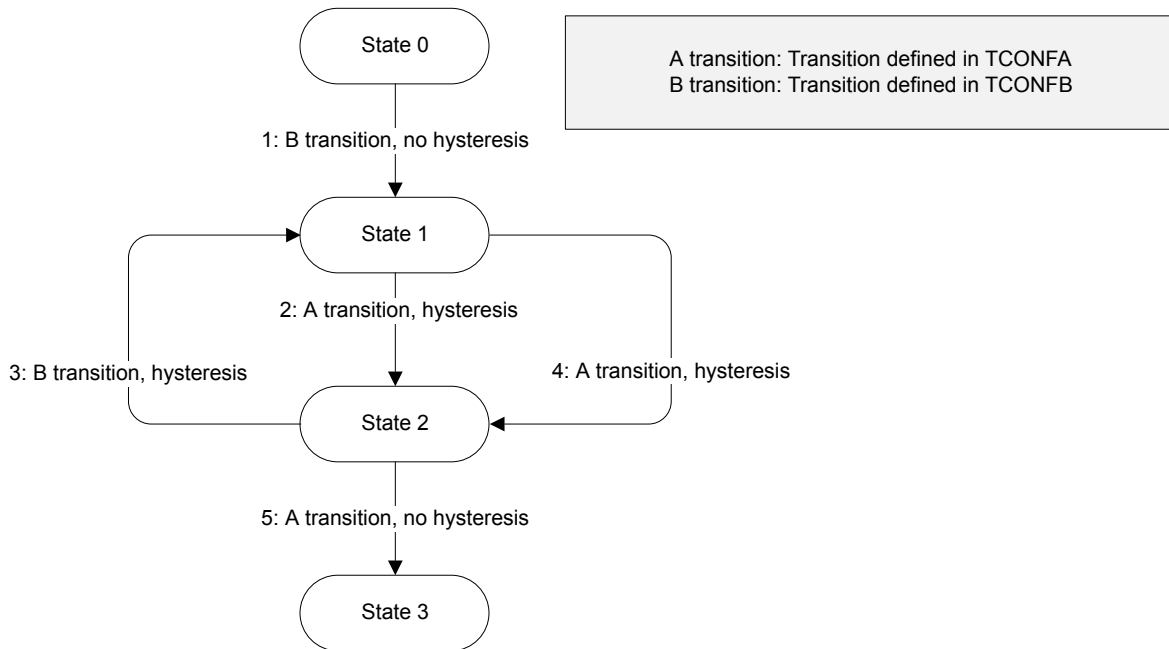 State 0
A transition: Transition defined in TCONFA
B transition: Transition defined in TCONFB
1: B transition, no hysteresis
State 1
2: A transition, hysteresis
3: B transition, hysteresis
4: A transition, hysteresis
State 2
5: A transition, no hysteresis
State 3